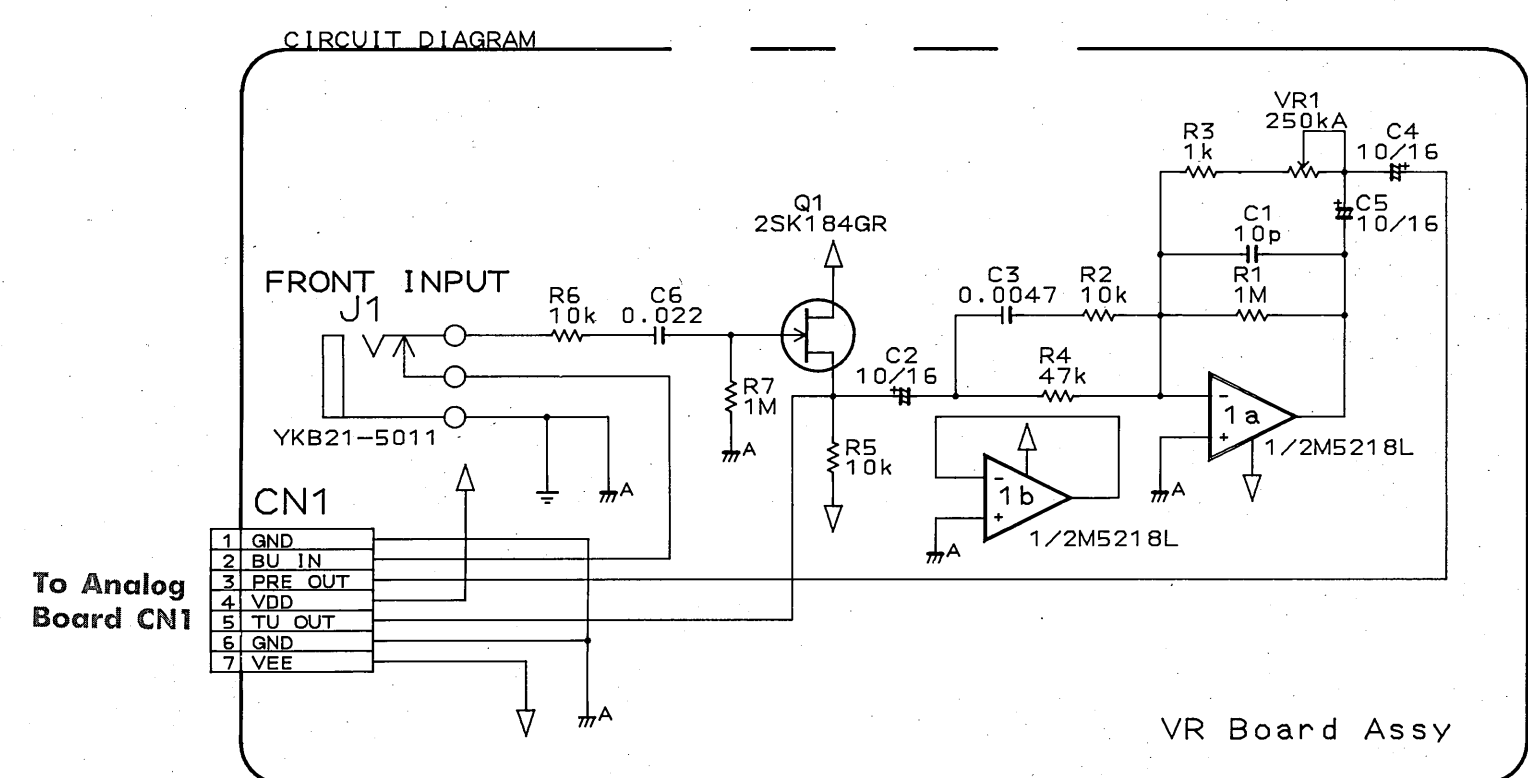 CIRCUIT DIAGRAM
VR1
250kA
R3
1k
C4
10/16
C5
10/16
C1
10p
R1
1M
Q1
2SK184GR
FRONT INPUT
J1
R6
10k
C6
0.022
C3
0.0047
R2
10k
R7
1M
A
C2
10/16
R4
47k
-
1a
+
1/2M5218L
A
YKB21-5011
A
R5
10k
-
1b
+
1/2M5218L
A
CN1
1 GND
2 BU IN
3 PRE OUT
4 VDD
5 TU OUT
6 GND
7 VEE
To Analog
Board CN1
A
VR Board Assy